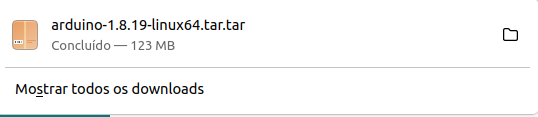 arduino-1.8.19-linux64.tar.tar
Concluído — 123 MB
Mostrar todos os downloads